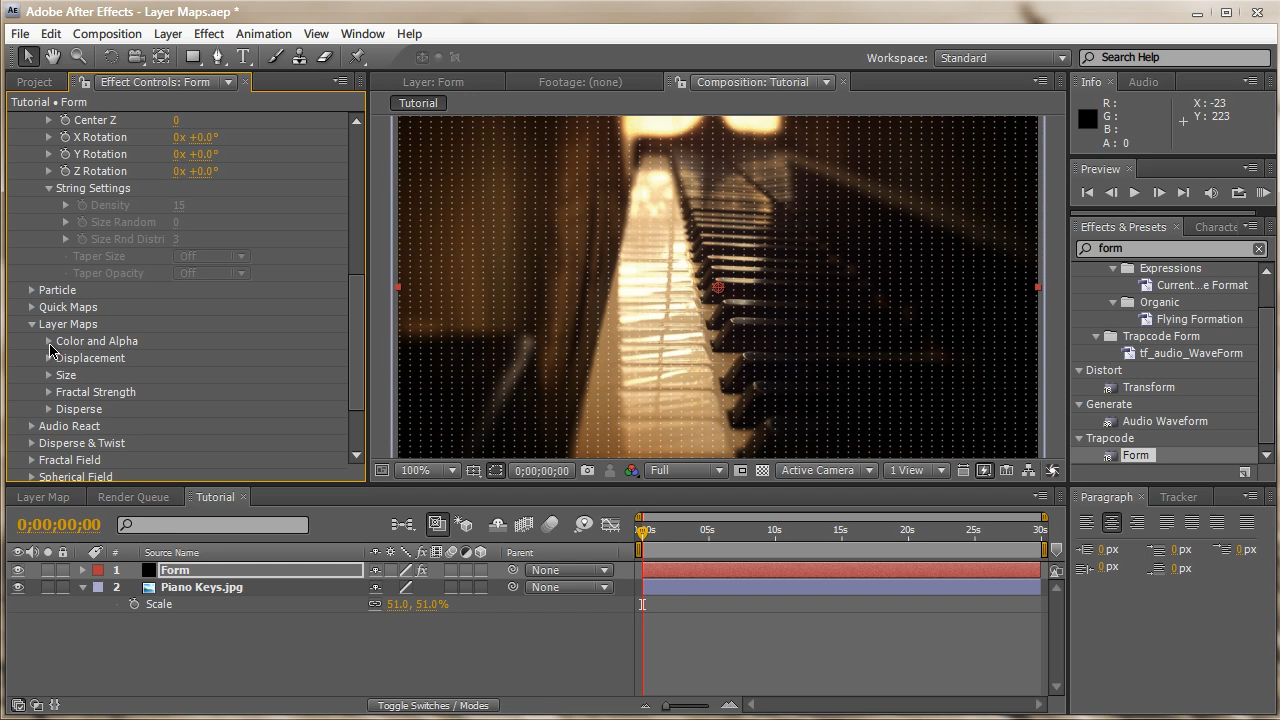 Adobe After Effects - Layer Maps.aep *
File Edit Composition Layer Effect Animation View Window Help
Workspace: Standard Search Help
Project Effect Controls: Form
Tutorial • Form
Center Z 0
X Rotation 0x +0.0°
Y Rotation 0x +0.0°
Z Rotation 0x +0.0°
String Settings
Density 15
Size Random 0
Size Rnd Distri 3
Taper Size Off
Taper Opacity Off
Particle
Quick Maps
Layer Maps
Color and Alpha
Displacement
Size
Fractal Strength
Disperse
Audio React
Disperse & Twist
Fractal Field
Spherical Field
Layer: Form Footage: (none) Composition: Tutorial
Tutorial
100% 0;00;00;00 Full Active Camera 1 View
Info Audio
R : X : -23
G : Y : 223
B :
A : 0
Preview
Effects & Presets Characte
form
Expressions
Current...e Format
Organic
Flying Formation
Trapcode Form
tf_audio_WaveForm
Distort
Transform
Generate
Audio Waveform
Trapcode
Form
Layer Map Render Queue Tutorial
0;00;00;00
:00s 05s 10s 15s 20s 25s 30s
# Source Name fx Parent
1 Form fx None
2 Piano Keys.jpg None
Scale 51.0, 51.0%
Toggle Switches / Modes
Paragraph Tracker
0 px 0 px 0 px
0 px 0 px